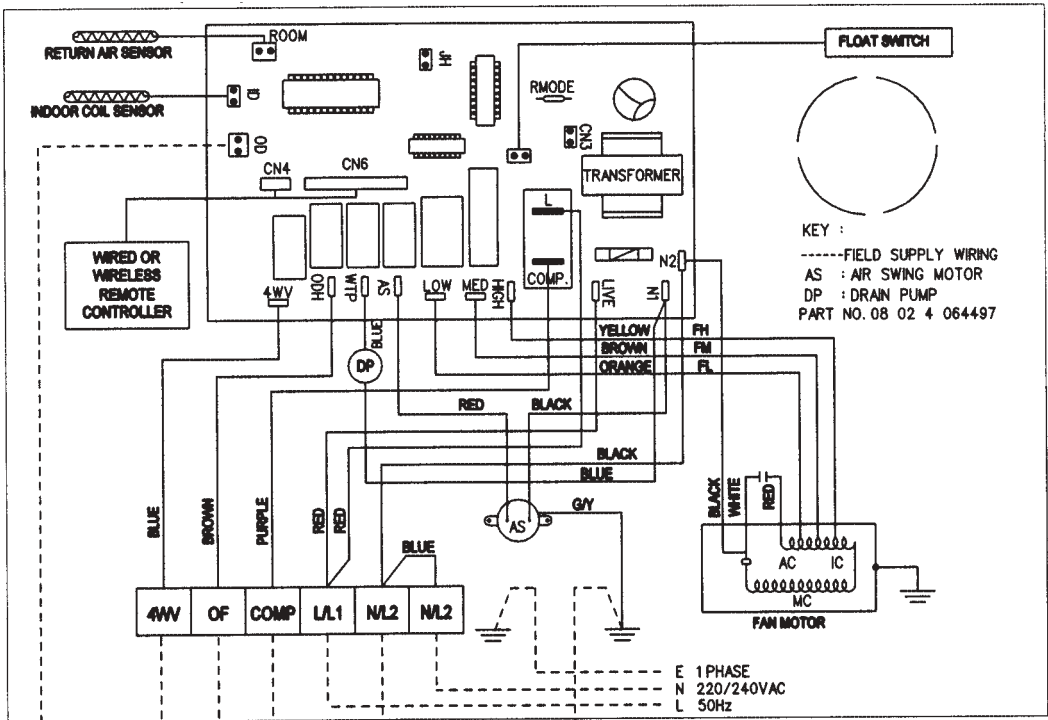 ROOM
RETURN AIR SENSOR
FLOAT SWITCH
JH
ID
RMODE
INDOOR COIL SENSOR
OD
CN3
CN4
CN6
TRANSFORMER
L
WIRED OR
WIRELESS
REMOTE
CONTROLLER
KEY :
FIELD SUPPLY WIRING
AS : AIR SWING MOTOR
DP : DRAIN PUMP
PART NO. 08 02 4 064497
4WV
ODH
WTP
AS
LOW
MED
HIGH
COMP.
LIVE
N1
N2
BLUE
DP
YELLOW FH
BROWN FM
ORANGE FL
RED
BLACK
BLACK
BLUE
BLUE
BROWN
PURPLE
RED
RED
AS
G/Y
BLUE
BLACK
WHITE
RED
AC
IC
MC
FAN MOTOR
4WV
OF
COMP
L/L1
N/L2
N/L2
E 1PHASE
N 220/240VAC
L 50Hz